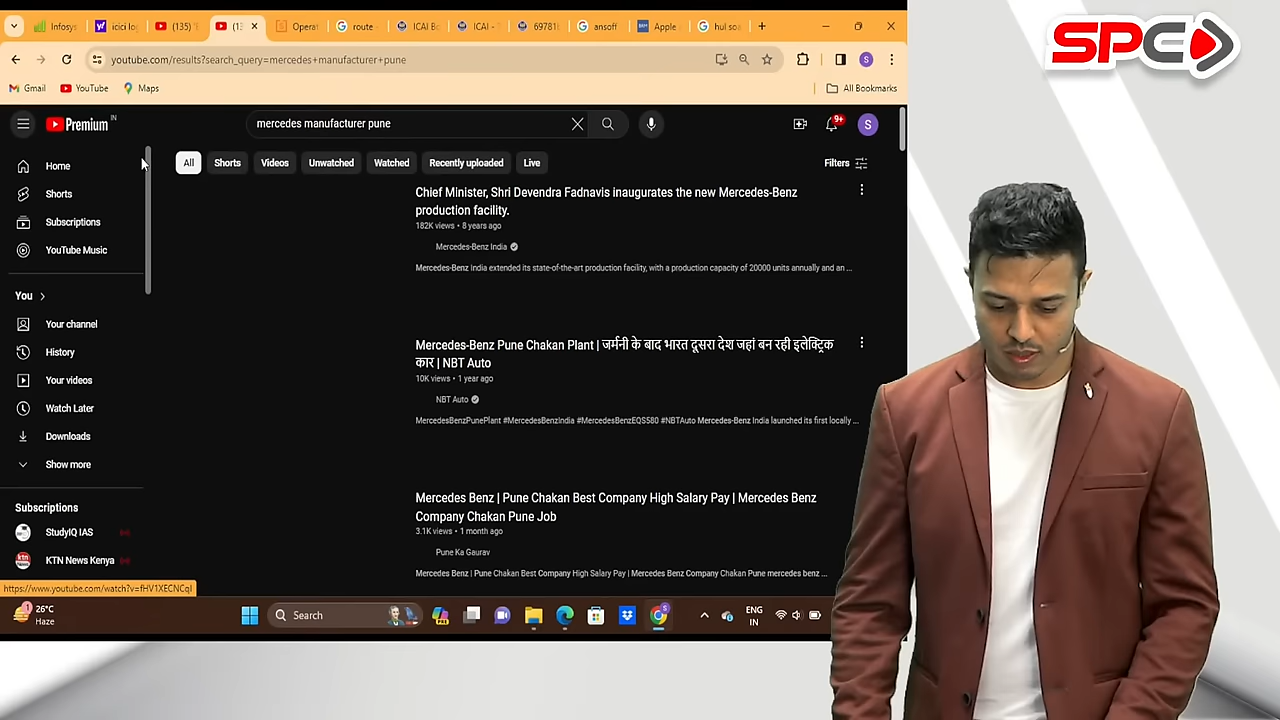 Infosys
icici lo
(135)
(13
Operat
route
ICAI Bo
ICAI -
69781
ansoff
Apple
hul so
youtube.com/results?search_query=mercedes+manufacturer+pune
S
Gmail
YouTube
Maps
All Bookmarks
Premium IN
mercedes manufacturer pune
9+
S
Home
Shorts
Subscriptions
YouTube Music
You
Your channel
History
Your videos
Watch Later
Downloads
Show more
Subscriptions
StudyIQ IAS
KTN News Kenya
All
Shorts
Videos
Unwatched
Watched
Recently uploaded
Live
Filters
Chief Minister, Shri Devendra Fadnavis inaugurates the new Mercedes-Benz
production facility.
182K views • 8 years ago
Mercedes-Benz India
Mercedes-Benz India extended its state-of-the-art production facility, with a production capacity of 20000 units annually and an ...
Mercedes-Benz Pune Chakan Plant | जर्मनी के बाद भारत दूसरा देश जहां बन रही इलेक्ट्रिक
कार | NBT Auto
10K views • 1 year ago
NBT Auto
MercedesBenzPunePlant #MercedesBenzIndia #MercedesBenzEQS580 #NBTAuto Mercedes-Benz India launched its first locally ...
Mercedes Benz | Pune Chakan Best Company High Salary Pay | Mercedes Benz
Company Chakan Pune Job
3.1K views • 1 month ago
Pune Ka Gaurav
Mercedes Benz | Pune Chakan Best Company High Salary Pay | Mercedes Benz Company Chakan Pune mercedes benz ...
https://www.youtube.com/watch?v=fHV1XECNCqI
26°C
Haze
Search
ENG
IN
SPC